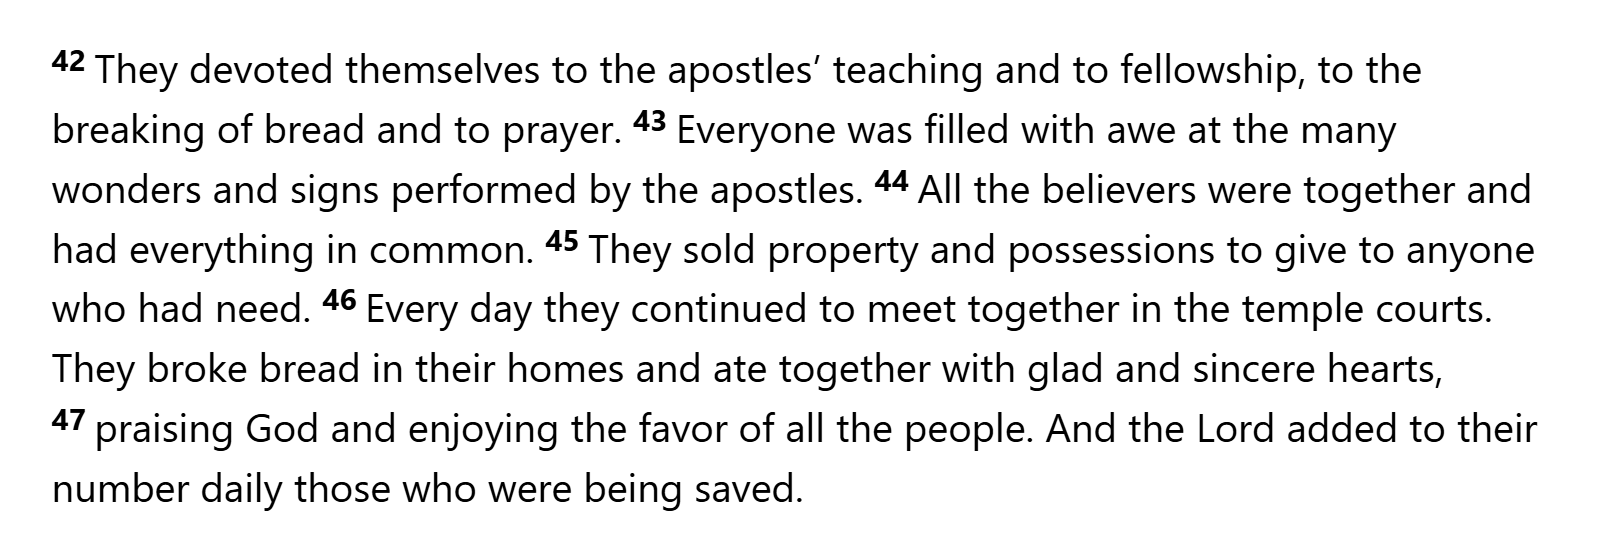 42 They devoted themselves to the apostles’ teaching and to fellowship, to the
breaking of bread and to prayer. 43 Everyone was filled with awe at the many
wonders and signs performed by the apostles. 44 All the believers were together and
had everything in common. 45 They sold property and possessions to give to anyone
who had need. 46 Every day they continued to meet together in the temple courts.
They broke bread in their homes and ate together with glad and sincere hearts,
47 praising God and enjoying the favor of all the people. And the Lord added to their
number daily those who were being saved.